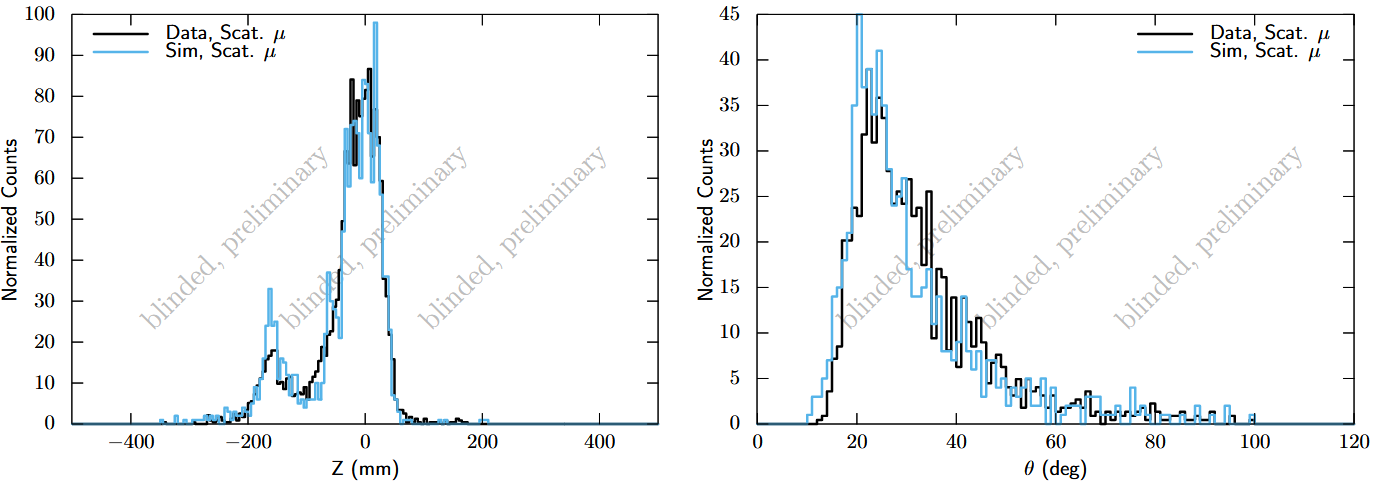 100
90
80
70
60
50
40
30
20
10
0
Normalized Counts
Data, Scat. μ
Sim, Scat. μ
blinded, preliminary
blinded, preliminary
blinded, preliminary
−400
−200
0
200
400
Z (mm)
45
40
35
30
25
20
15
10
5
0
Normalized Counts
Data, Scat. μ
Sim, Scat. μ
blinded, preliminary
blinded, preliminary
blinded, preliminary
0
20
40
60
80
100
120
θ (deg)